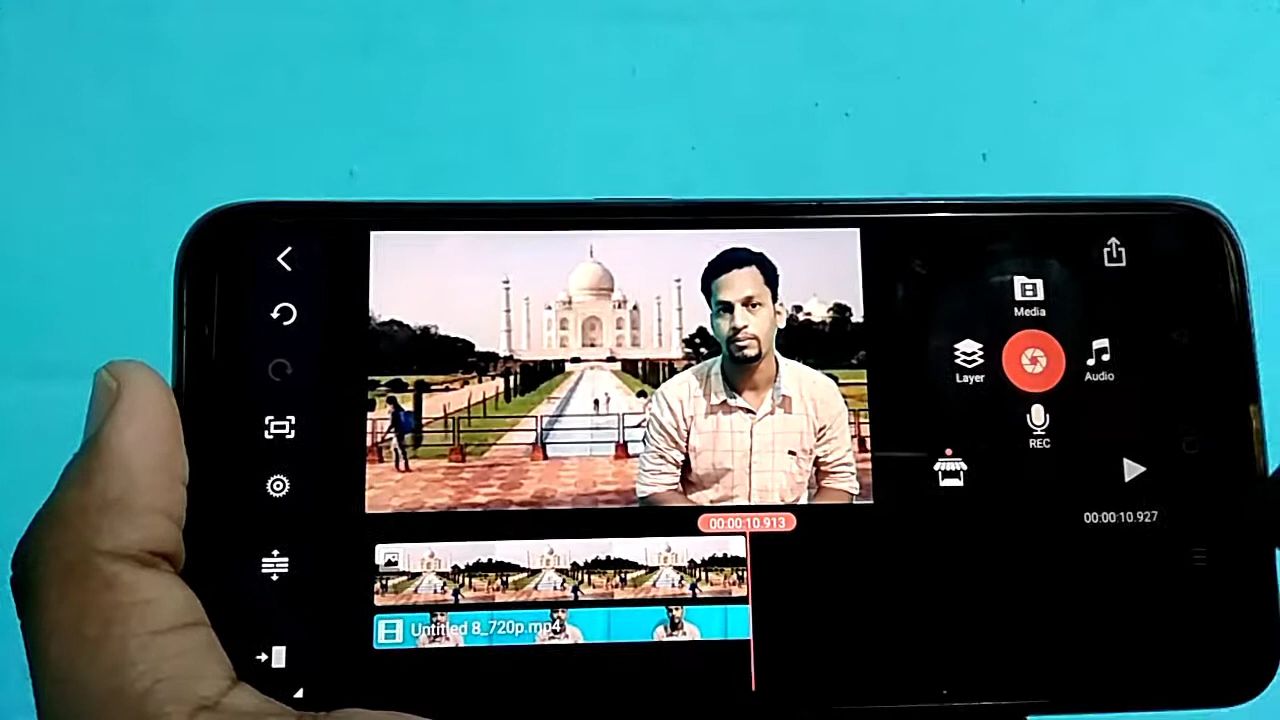 Media
Layer
Audio
REC
00:00:10.913
00:00:10.927
Untitled 8_720p.mp4